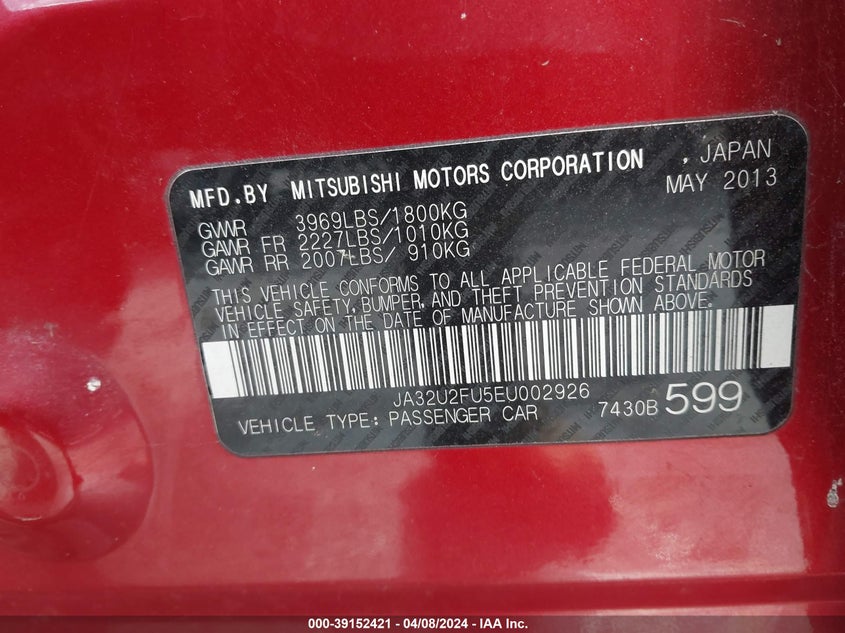 MFD.BY MITSUBISHI MOTORS CORPORATION , JAPAN
MAY 2013
GVWR 3969LBS/1800KG
GAWR FR 2227LBS/1010KG
GAWR RR 2007LBS/ 910KG
THIS VEHICLE CONFORMS TO ALL APPLICABLE FEDERAL MOTOR
VEHICLE SAFETY, BUMPER, AND THEFT PREVENTION STANDARDS
IN EFFECT ON THE DATE OF MANUFACTURE SHOWN ABOVE.
JA32U2FU5EU002926
VEHICLE TYPE: PASSENGER CAR 7430B 599
000-39152421 - 04/08/2024 - IAA Inc.